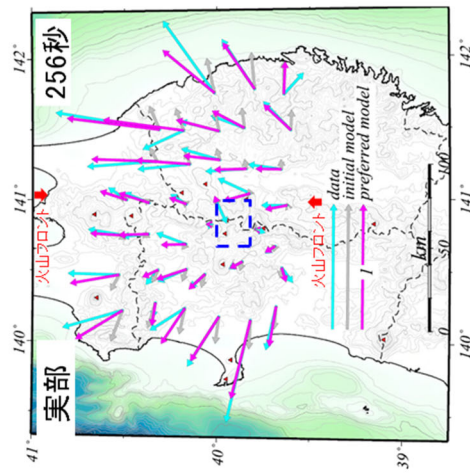 実部
256秒
火山フロント
火山フロント
data
initial model
preferred model
1
0
50
100
km
140°
141°
142°
140°
141°
142°
41°
40°
39°